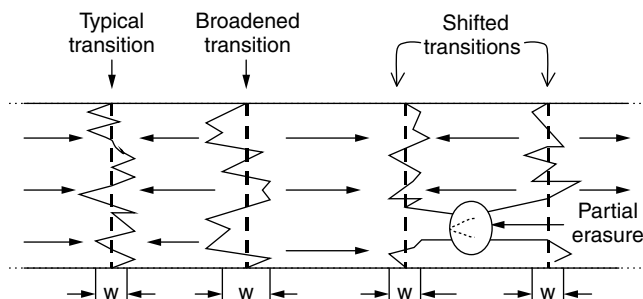 Typical
transition
Broadened
transition
Shifted
transitions
Partial
erasure
w
w
w
w